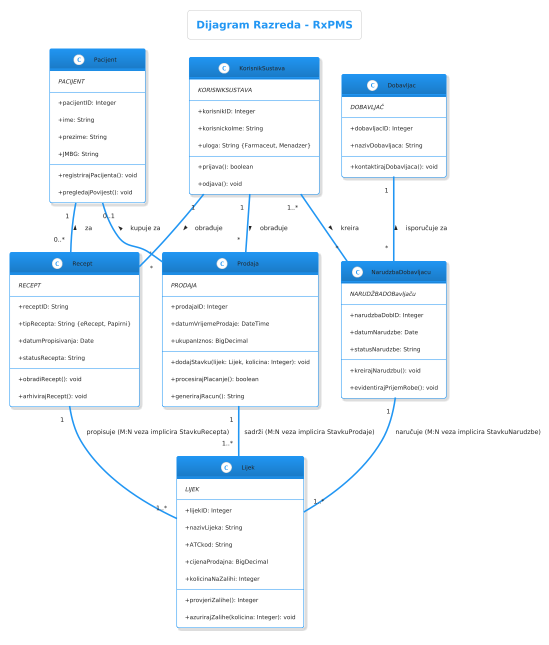 Dijagram Razreda - RxPMS
C Pacijent
PACIJENT
+pacijentID: Integer
+ime: String
+prezime: String
+JMBG: String
+registrirajPacijenta(): void
+pregledajPovijest(): void
C KorisnikSustava
KORISNIKSUSTAVA
+korisnikID: Integer
+korisnickoIme: String
+uloga: String {Farmaceut, Menadzer}
+prijava(): boolean
+odjava(): void
C Dobavljac
DOBAVLJAČ
+dobavljacID: Integer
+nazivDobavljaca: String
+kontaktirajDobavljaca(): void
1 0..1 1 1 1..* 1
za kupuje za obrađuje obrađuje kreira isporučuje za
0..* * * * * *
C Recept
RECEPT
+receptID: String
+tipRecepta: String {eRecept, Papirni}
+datumPropisivanja: Date
+statusRecepta: String
+obradiRecept(): void
+arhivirajRecept(): void
C Prodaja
PRODAJA
+prodajaID: Integer
+datumVrijemeProdaje: DateTime
+ukupanIznos: BigDecimal
+dodajStavku(lijek: Lijek, kolicina: Integer): void
+procesirajPlacanje(): boolean
+generirajRacun(): String
C NarudzbaDobavljacu
NARUDŽBADOBavljaču
+narudzbaDobID: Integer
+datumNarudzbe: Date
+statusNarudzbe: String
+kreirajNarudzbu(): void
+evidentirajPrijemRobe(): void
1 1 1
propisuje (M:N veza implicira StavkuRecepta) sadrži (M:N veza implicira StavkuProdaje) naručuje (M:N veza implicira StavkuNarudzbe)
1..* 1..* 1..*
C Lijek
LIJEK
+lijekID: Integer
+nazivLijeka: String
+ATCkod: String
+cijenaProdajna: BigDecimal
+kolicinaNaZalihi: Integer
+provjeriZalihe(): Integer
+azurirajZalihe(kolicina: Integer): void